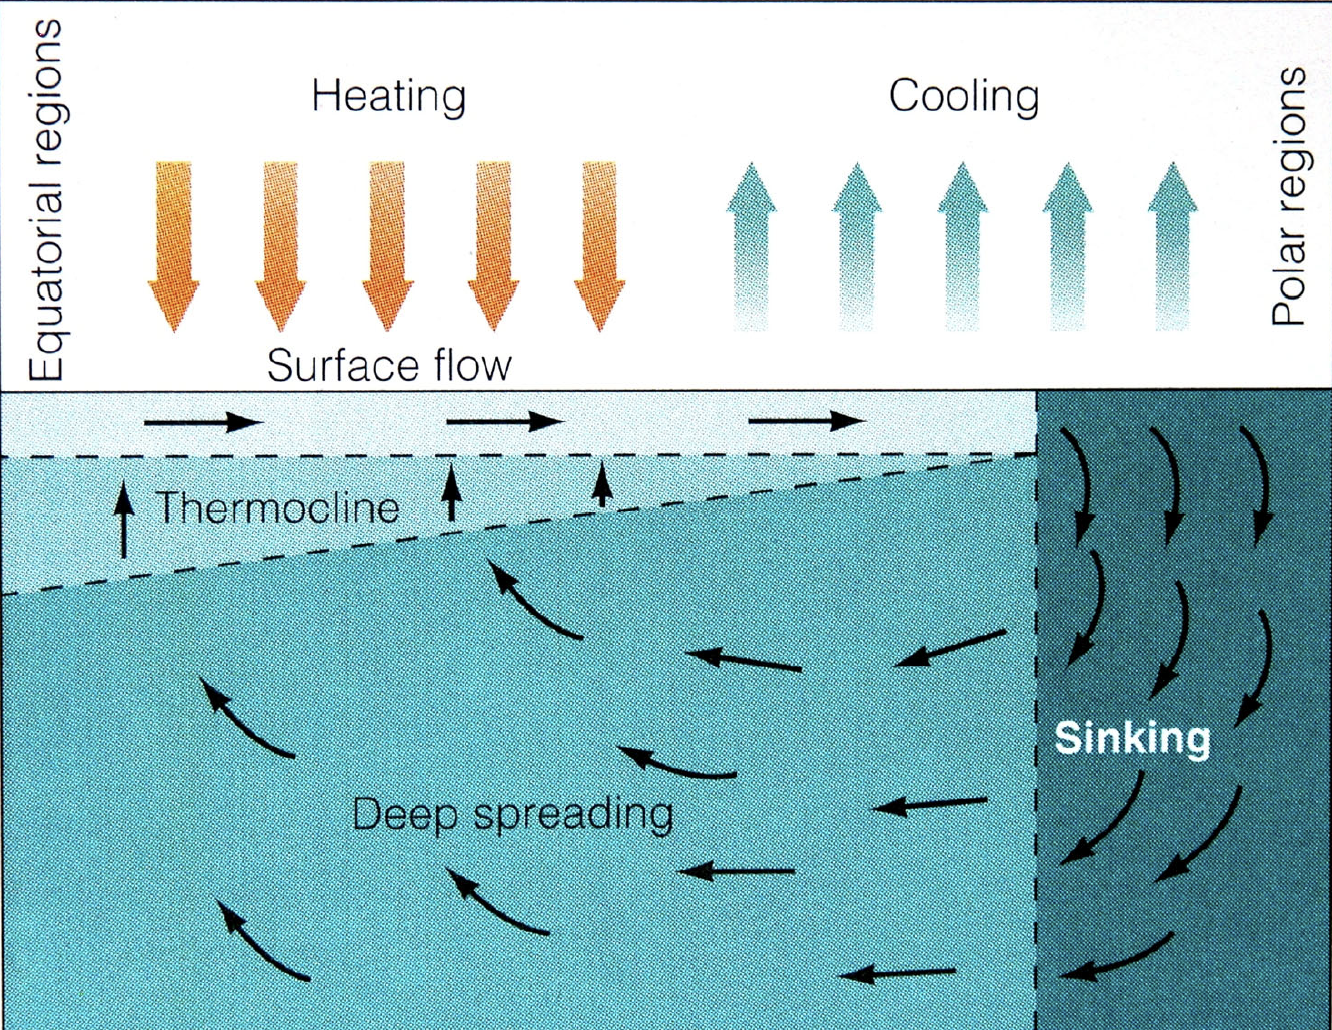 Equatorial regions
Heating
Cooling
Polar regions
Surface flow
Thermocline
Sinking
Deep spreading